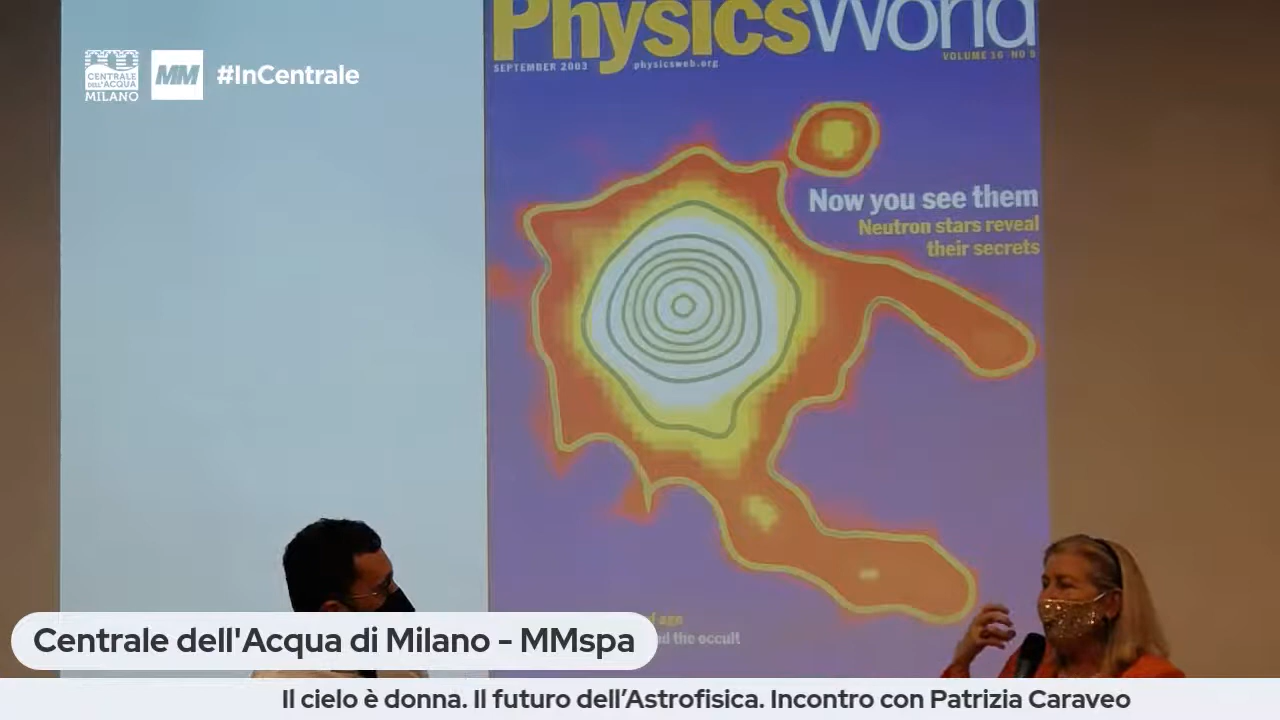 PhysicsWorld
SEPTEMBER 2003
physicsweb.org
VOLUME 16 NO 9
CENTRALE
DELL'ACQUA
MILANO
MM
#InCentrale
Now you see them
Neutron stars reveal
their secrets
age
the occult
Centrale dell'Acqua di Milano - MMspa
Il cielo è donna. Il futuro dell’Astrofisica. Incontro con Patrizia Caraveo